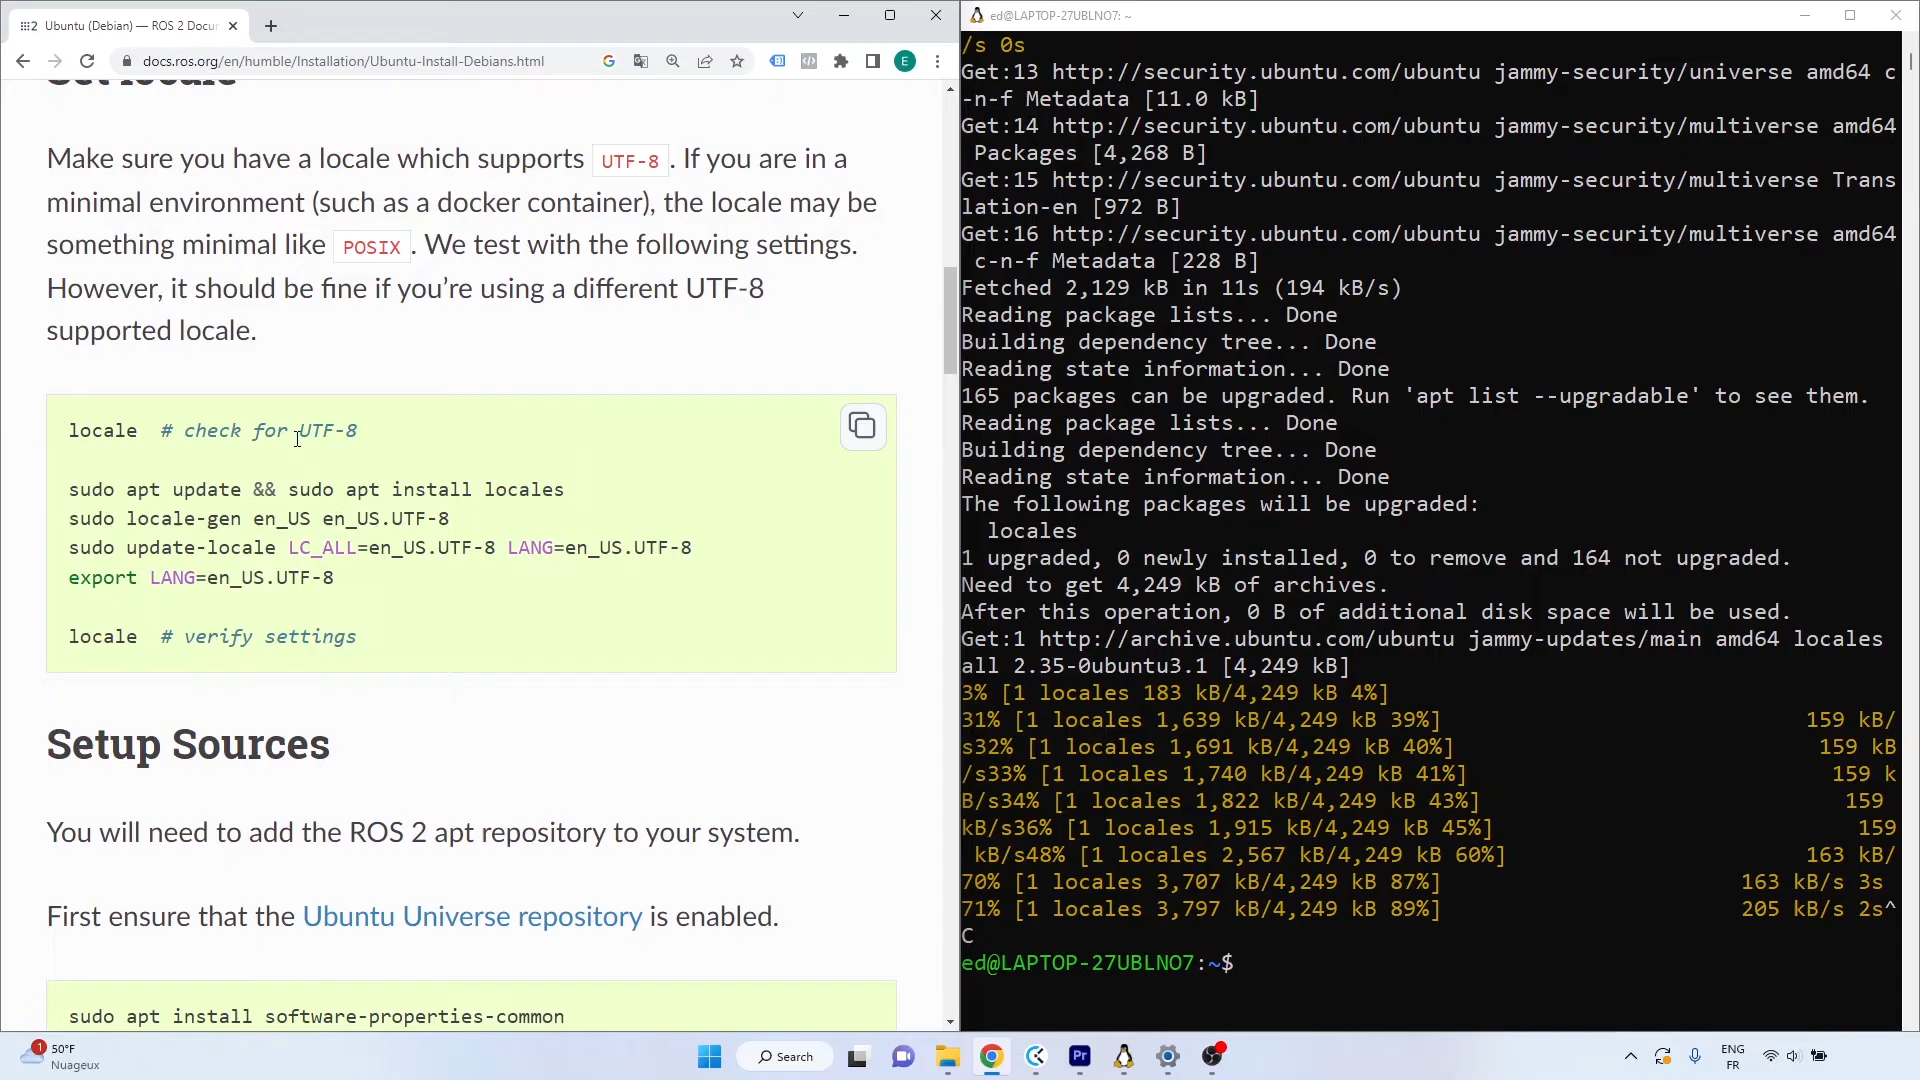 Ubuntu (Debian) — ROS 2 Docu
docs.ros.org/en/humble/Installation/Ubuntu-Install-Debians.html
E
Set locale
Make sure you have a locale which supports UTF-8. If you are in a
minimal environment (such as a docker container), the locale may be
something minimal like POSIX. We test with the following settings.
However, it should be fine if you’re using a different UTF-8
supported locale.
locale # check for UTF-8
sudo apt update && sudo apt install locales
sudo locale-gen en_US en_US.UTF-8
sudo update-locale LC_ALL=en_US.UTF-8 LANG=en_US.UTF-8
export LANG=en_US.UTF-8
locale # verify settings
Setup Sources
You will need to add the ROS 2 apt repository to your system.
First ensure that the Ubuntu Universe repository is enabled.
sudo apt install software-properties-common
ed@LAPTOP-27UBLNO7: ~
/s 0s
Get:13 http://security.ubuntu.com/ubuntu jammy-security/universe amd64 c
-n-f Metadata [11.0 kB]
Get:14 http://security.ubuntu.com/ubuntu jammy-security/multiverse amd64
Packages [4,268 B]
Get:15 http://security.ubuntu.com/ubuntu jammy-security/multiverse Trans
lation-en [972 B]
Get:16 http://security.ubuntu.com/ubuntu jammy-security/multiverse amd64
c-n-f Metadata [228 B]
Fetched 2,129 kB in 11s (194 kB/s)
Reading package lists... Done
Building dependency tree... Done
Reading state information... Done
165 packages can be upgraded. Run 'apt list --upgradable' to see them.
Reading package lists... Done
Building dependency tree... Done
Reading state information... Done
The following packages will be upgraded:
locales
1 upgraded, 0 newly installed, 0 to remove and 164 not upgraded.
Need to get 4,249 kB of archives.
After this operation, 0 B of additional disk space will be used.
Get:1 http://archive.ubuntu.com/ubuntu jammy-updates/main amd64 locales
all 2.35-0ubuntu3.1 [4,249 kB]
3% [1 locales 183 kB/4,249 kB 4%]
31% [1 locales 1,639 kB/4,249 kB 39%] 159 kB/
s32% [1 locales 1,691 kB/4,249 kB 40%] 159 kB
/s33% [1 locales 1,740 kB/4,249 kB 41%] 159 k
B/s34% [1 locales 1,822 kB/4,249 kB 43%] 159
kB/s36% [1 locales 1,915 kB/4,249 kB 45%] 159
kB/s48% [1 locales 2,567 kB/4,249 kB 60%] 163 kB/
70% [1 locales 3,707 kB/4,249 kB 87%] 163 kB/s 3s
71% [1 locales 3,797 kB/4,249 kB 89%] 205 kB/s 2s^
C
ed@LAPTOP-27UBLNO7:~$
1
50°F
Nuageux
Search
Pr
ENG
FR